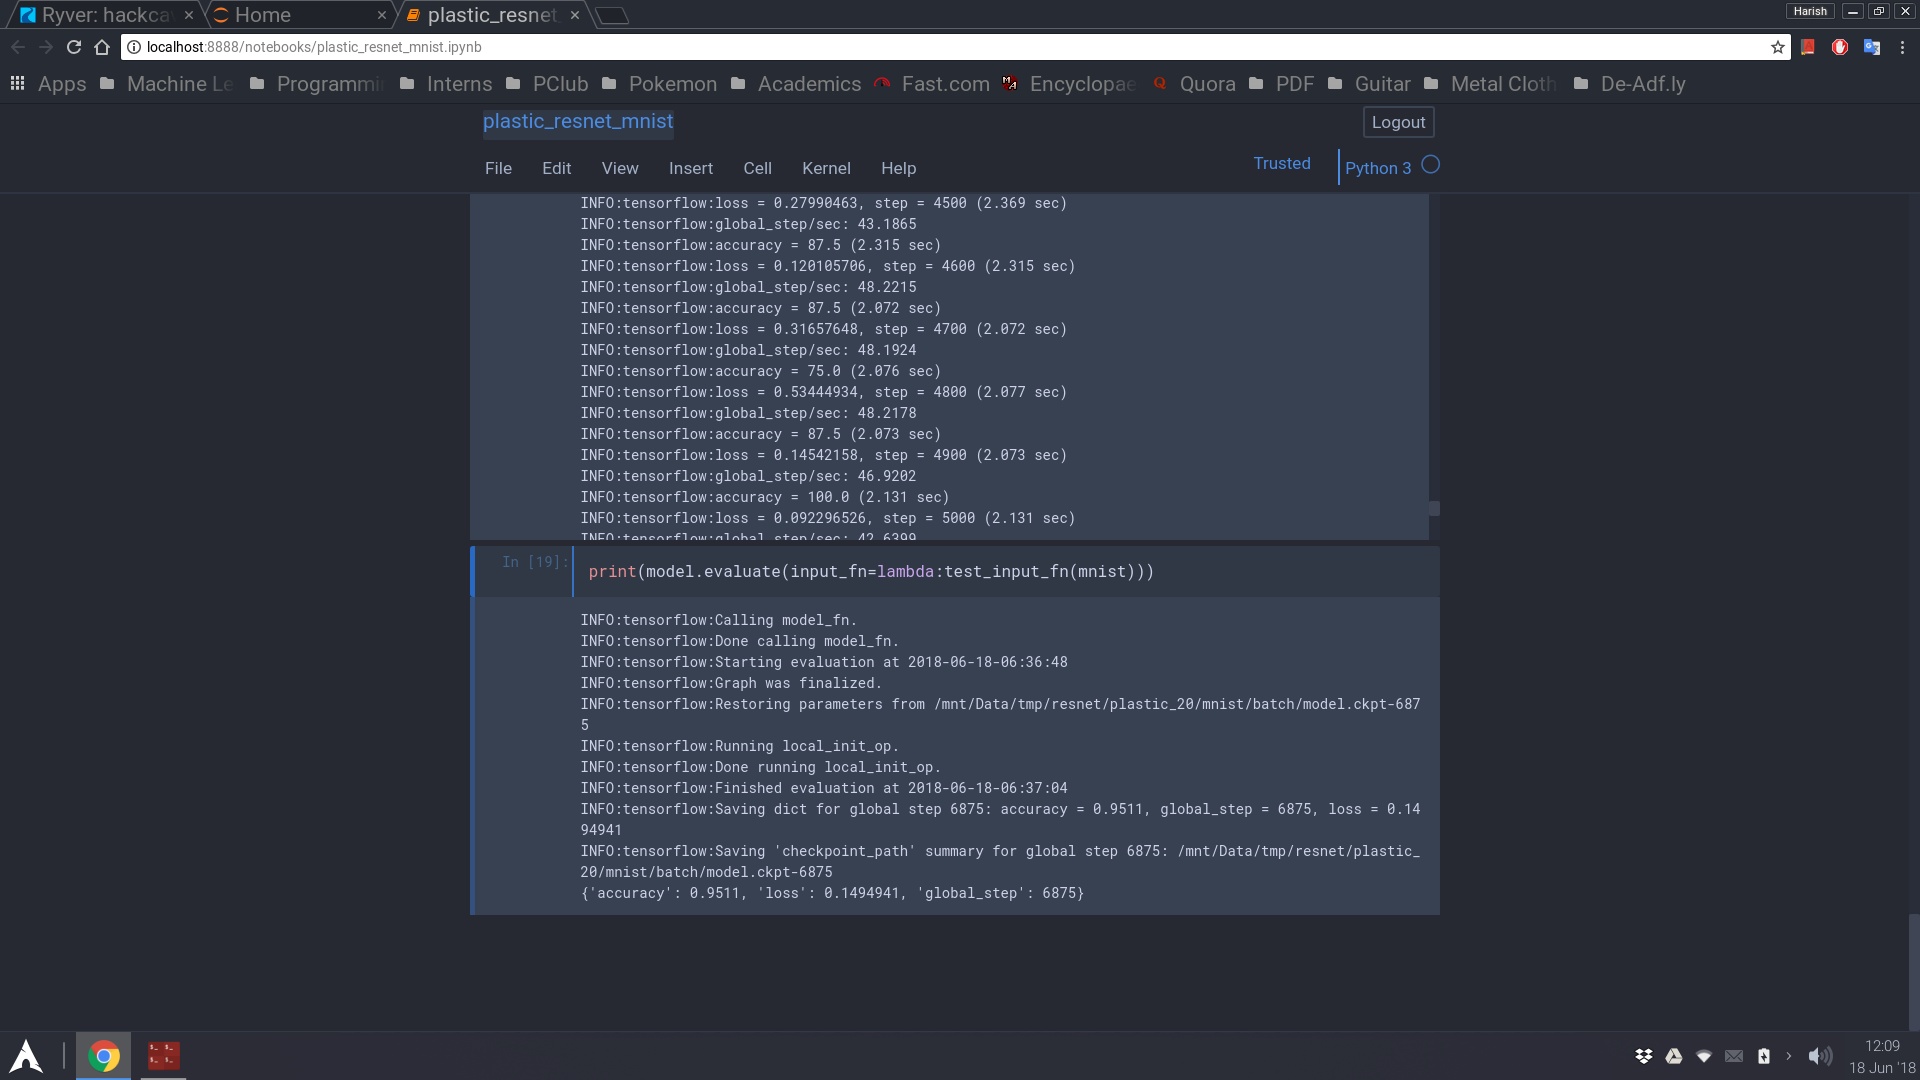 Ryver: hackca
Home
plastic_resnet
Harish
localhost:8888/notebooks/plastic_resnet_mnist.ipynb
Apps Machine Le Programmi Interns PClub Pokemon Academics Fast.com Encyclopae Quora PDF Guitar Metal Cloth De-Adf.ly
plastic_resnet_mnist
Logout
File Edit View Insert Cell Kernel Help
Trusted
Python 3
INFO:tensorflow:loss = 0.27990463, step = 4500 (2.369 sec)
INFO:tensorflow:global_step/sec: 43.1865
INFO:tensorflow:accuracy = 87.5 (2.315 sec)
INFO:tensorflow:loss = 0.120105706, step = 4600 (2.315 sec)
INFO:tensorflow:global_step/sec: 48.2215
INFO:tensorflow:accuracy = 87.5 (2.072 sec)
INFO:tensorflow:loss = 0.31657648, step = 4700 (2.072 sec)
INFO:tensorflow:global_step/sec: 48.1924
INFO:tensorflow:accuracy = 75.0 (2.076 sec)
INFO:tensorflow:loss = 0.53444934, step = 4800 (2.077 sec)
INFO:tensorflow:global_step/sec: 48.2178
INFO:tensorflow:accuracy = 87.5 (2.073 sec)
INFO:tensorflow:loss = 0.14542158, step = 4900 (2.073 sec)
INFO:tensorflow:global_step/sec: 46.9202
INFO:tensorflow:accuracy = 100.0 (2.131 sec)
INFO:tensorflow:loss = 0.092296526, step = 5000 (2.131 sec)
INFO:tensorflow:global_step/sec: 42.6399
In [19]:
print(model.evaluate(input_fn=lambda:test_input_fn(mnist)))
INFO:tensorflow:Calling model_fn.
INFO:tensorflow:Done calling model_fn.
INFO:tensorflow:Starting evaluation at 2018-06-18-06:36:48
INFO:tensorflow:Graph was finalized.
INFO:tensorflow:Restoring parameters from /mnt/Data/tmp/resnet/plastic_20/mnist/batch/model.ckpt-687
5
INFO:tensorflow:Running local_init_op.
INFO:tensorflow:Done running local_init_op.
INFO:tensorflow:Finished evaluation at 2018-06-18-06:37:04
INFO:tensorflow:Saving dict for global step 6875: accuracy = 0.9511, global_step = 6875, loss = 0.14
94941
INFO:tensorflow:Saving 'checkpoint_path' summary for global step 6875: /mnt/Data/tmp/resnet/plastic_
20/mnist/batch/model.ckpt-6875
{'accuracy': 0.9511, 'loss': 0.1494941, 'global_step': 6875}
12:09
18 Jun '18